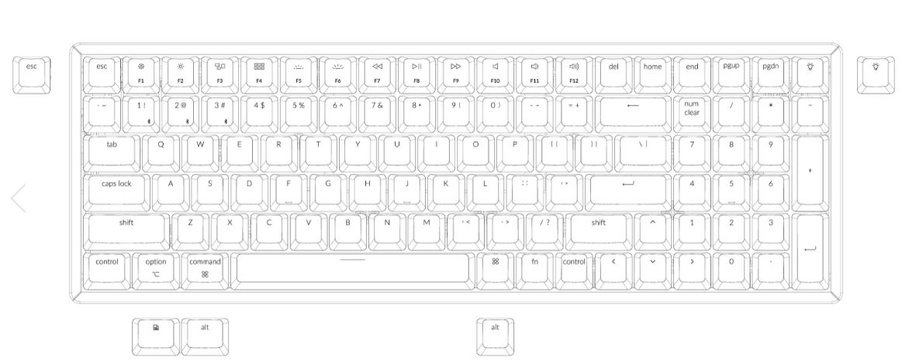 esc
esc F1 F2 F3 F4 F5 F6 F7 F8 F9 F10 F11 F12 del home end pgup pgdn
1 ! 2 @ 3 # 4 $ 5 % 6 ^ 7 & 8 * 9 ( 0 ) - = + num clear / * -
tab Q W E R T Y U I O P [ { ] } \ | 7 8 9 +
caps lock A S D F G H J K L ; : 4 5 6
shift Z X C V B N M , < . > / ? shift ^ 1 2 3
control option ⌥ command ⌘ ⌘ fn control < > 0 .
alt alt